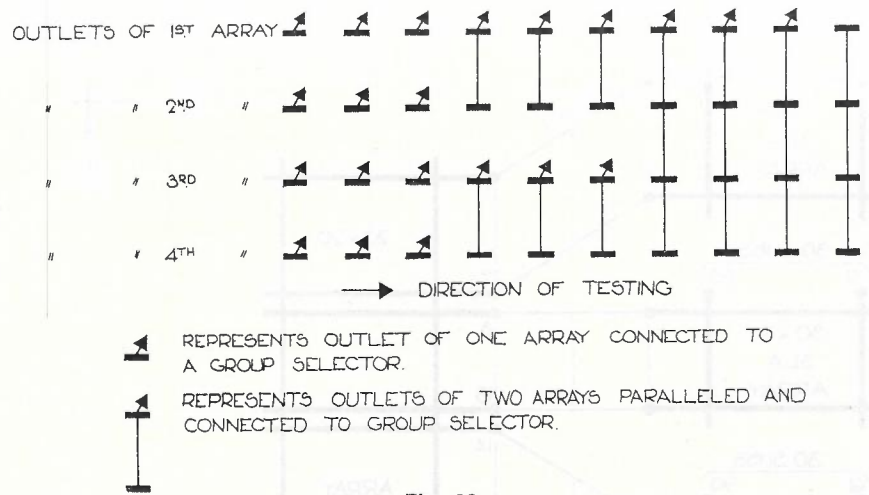 OUTLETS OF 1ST ARRAY
" " 2ND "
" " 3RD "
" " 4TH "
DIRECTION OF TESTING
REPRESENTS OUTLET OF ONE ARRAY CONNECTED TO
A GROUP SELECTOR.
REPRESENTS OUTLETS OF TWO ARRAYS PARALLELED AND
CONNECTED TO GROUP SELECTOR.